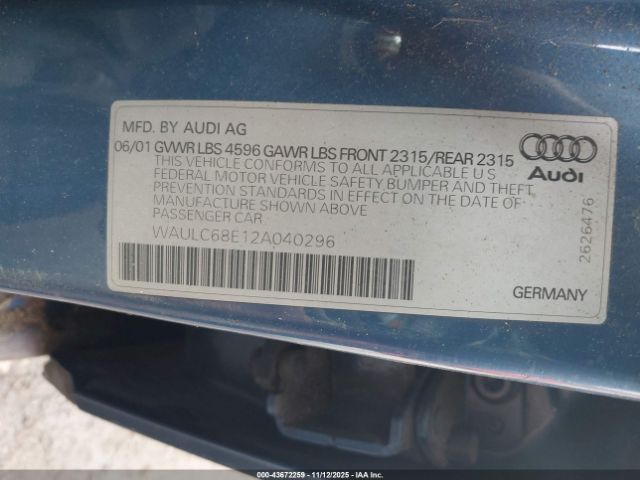 MFD. BY AUDI AG
06/01 GVWR LBS 4596 GAWR LBS FRONT 2315/REAR 2315
THIS VEHICLE CONFORMS TO ALL APPLICABLE U S
FEDERAL MOTOR VEHICLE SAFETY BUMPER AND THEFT
PREVENTION STANDARDS IN EFFECT ON THE DATE OF
MANUFACTURE SHOWN ABOVE
PASSENGER CAR
WAULC68E12A040296
Audi
2626476
GERMANY
000-43672259 - 11/12/2025 - IAAI.COM